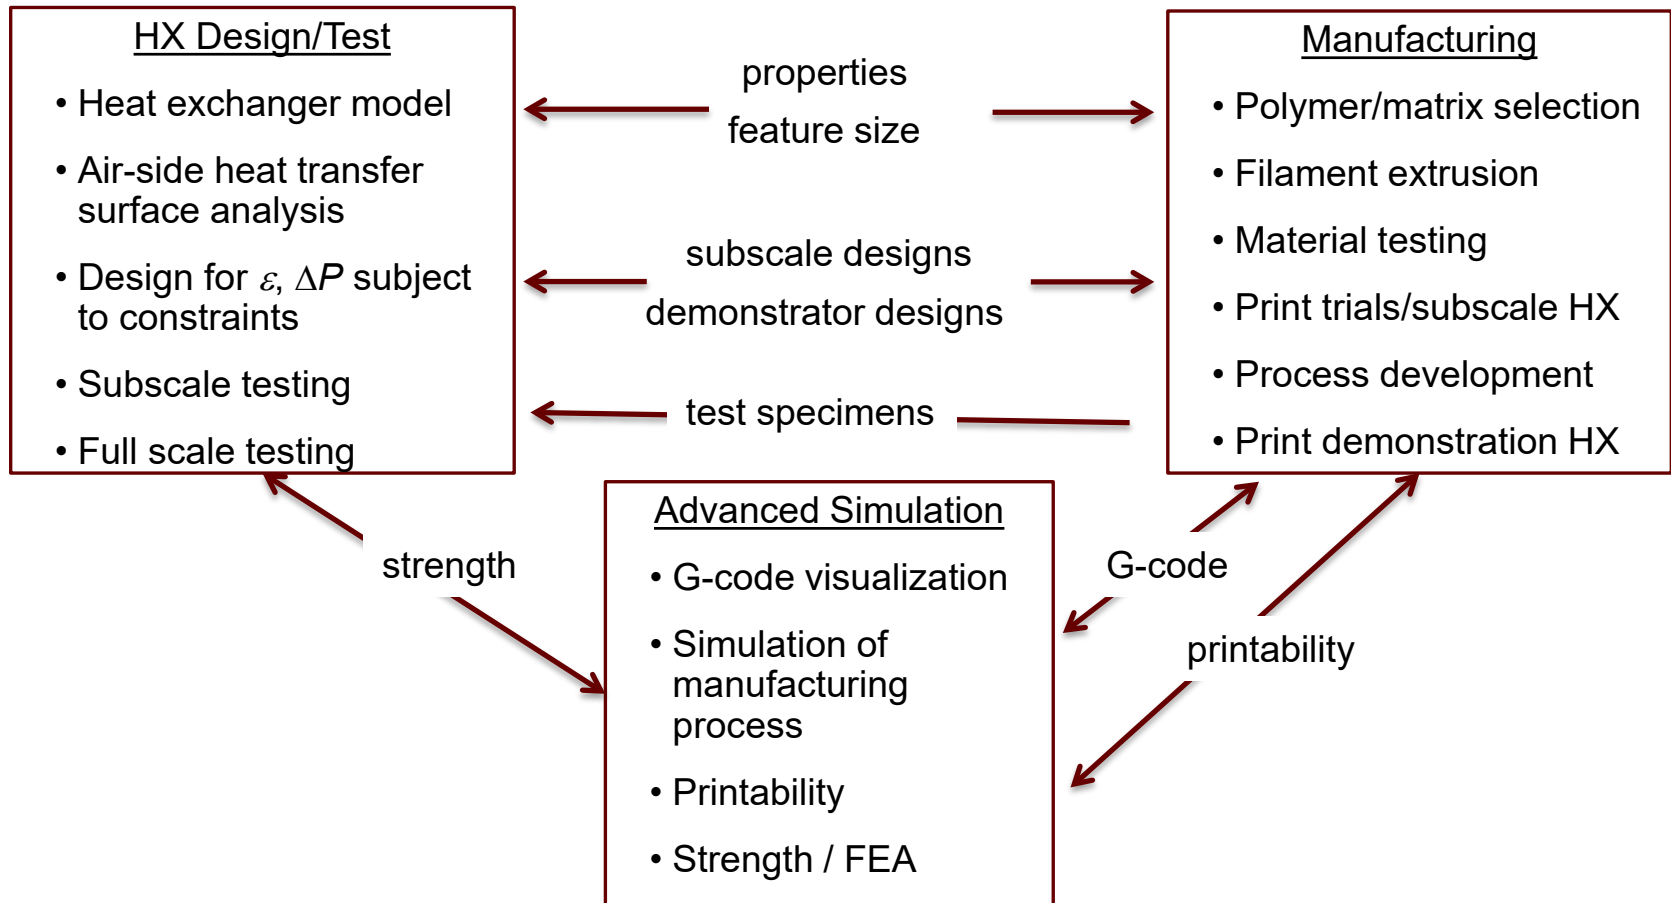 HX Design/Test
• Heat exchanger model
• Air-side heat transfer
surface analysis
• Design for ε, ΔP subject
to constraints
• Subscale testing
• Full scale testing
properties
feature size
subscale designs
demonstrator designs
test specimens
Manufacturing
• Polymer/matrix selection
• Filament extrusion
• Material testing
• Print trials/subscale HX
• Process development
• Print demonstration HX
strength
Advanced Simulation
• G-code visualization
• Simulation of
manufacturing
process
• Printability
• Strength / FEA
G-code
printability